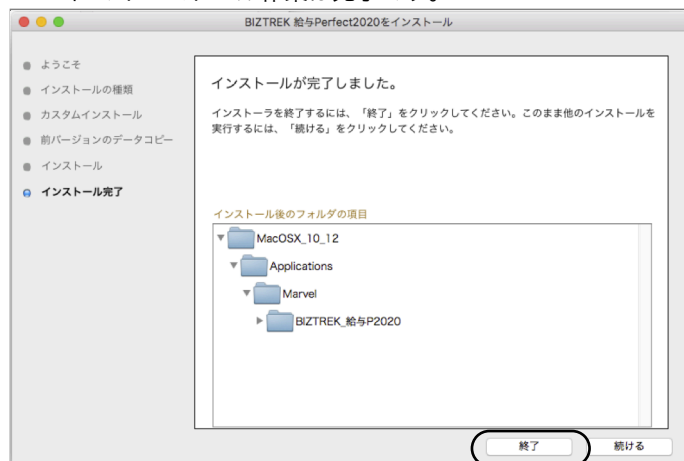 BIZTREK 給与Perfect2020をインストール
ようこそ
インストールの種類
カスタムインストール
前バージョンのデータコピー
インストール
インストール完了
インストールが完了しました。
インストーラを終了するには、「終了」をクリックしてください。このまま他のインストールを
実行するには、「続ける」をクリックしてください。
インストール後のフォルダの項目
MacOSX_10_12
Applications
Marvel
BIZTREK_給与P2020
終了
続ける